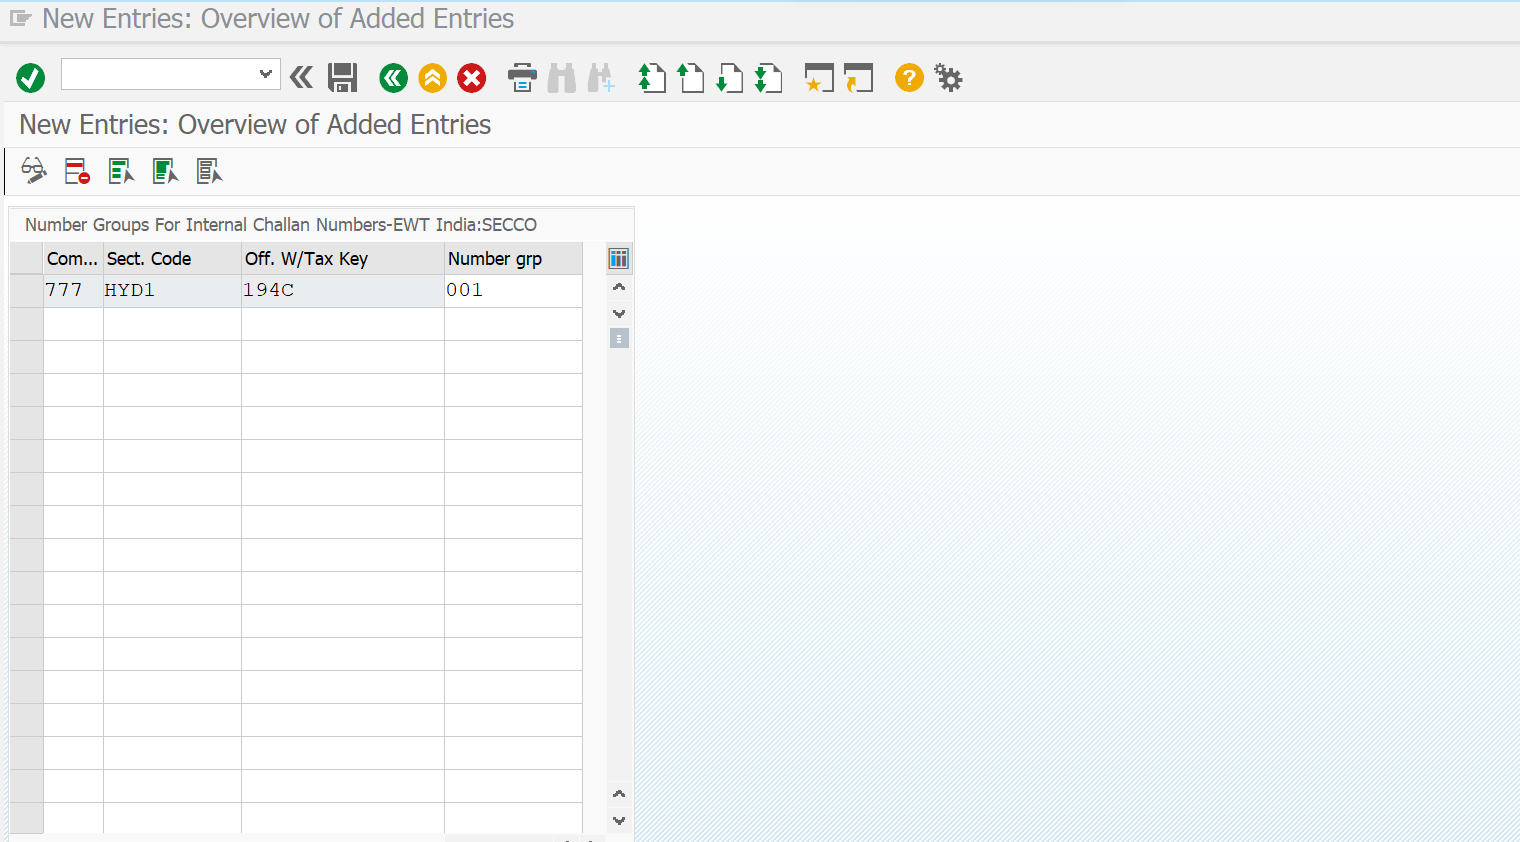 New Entries: Overview of Added Entries
New Entries: Overview of Added Entries
Number Groups For Internal Challan Numbers-EWT India:SECCO
Com... Sect. Code Off. W/Tax Key Number grp
777 HYD1 194C 001